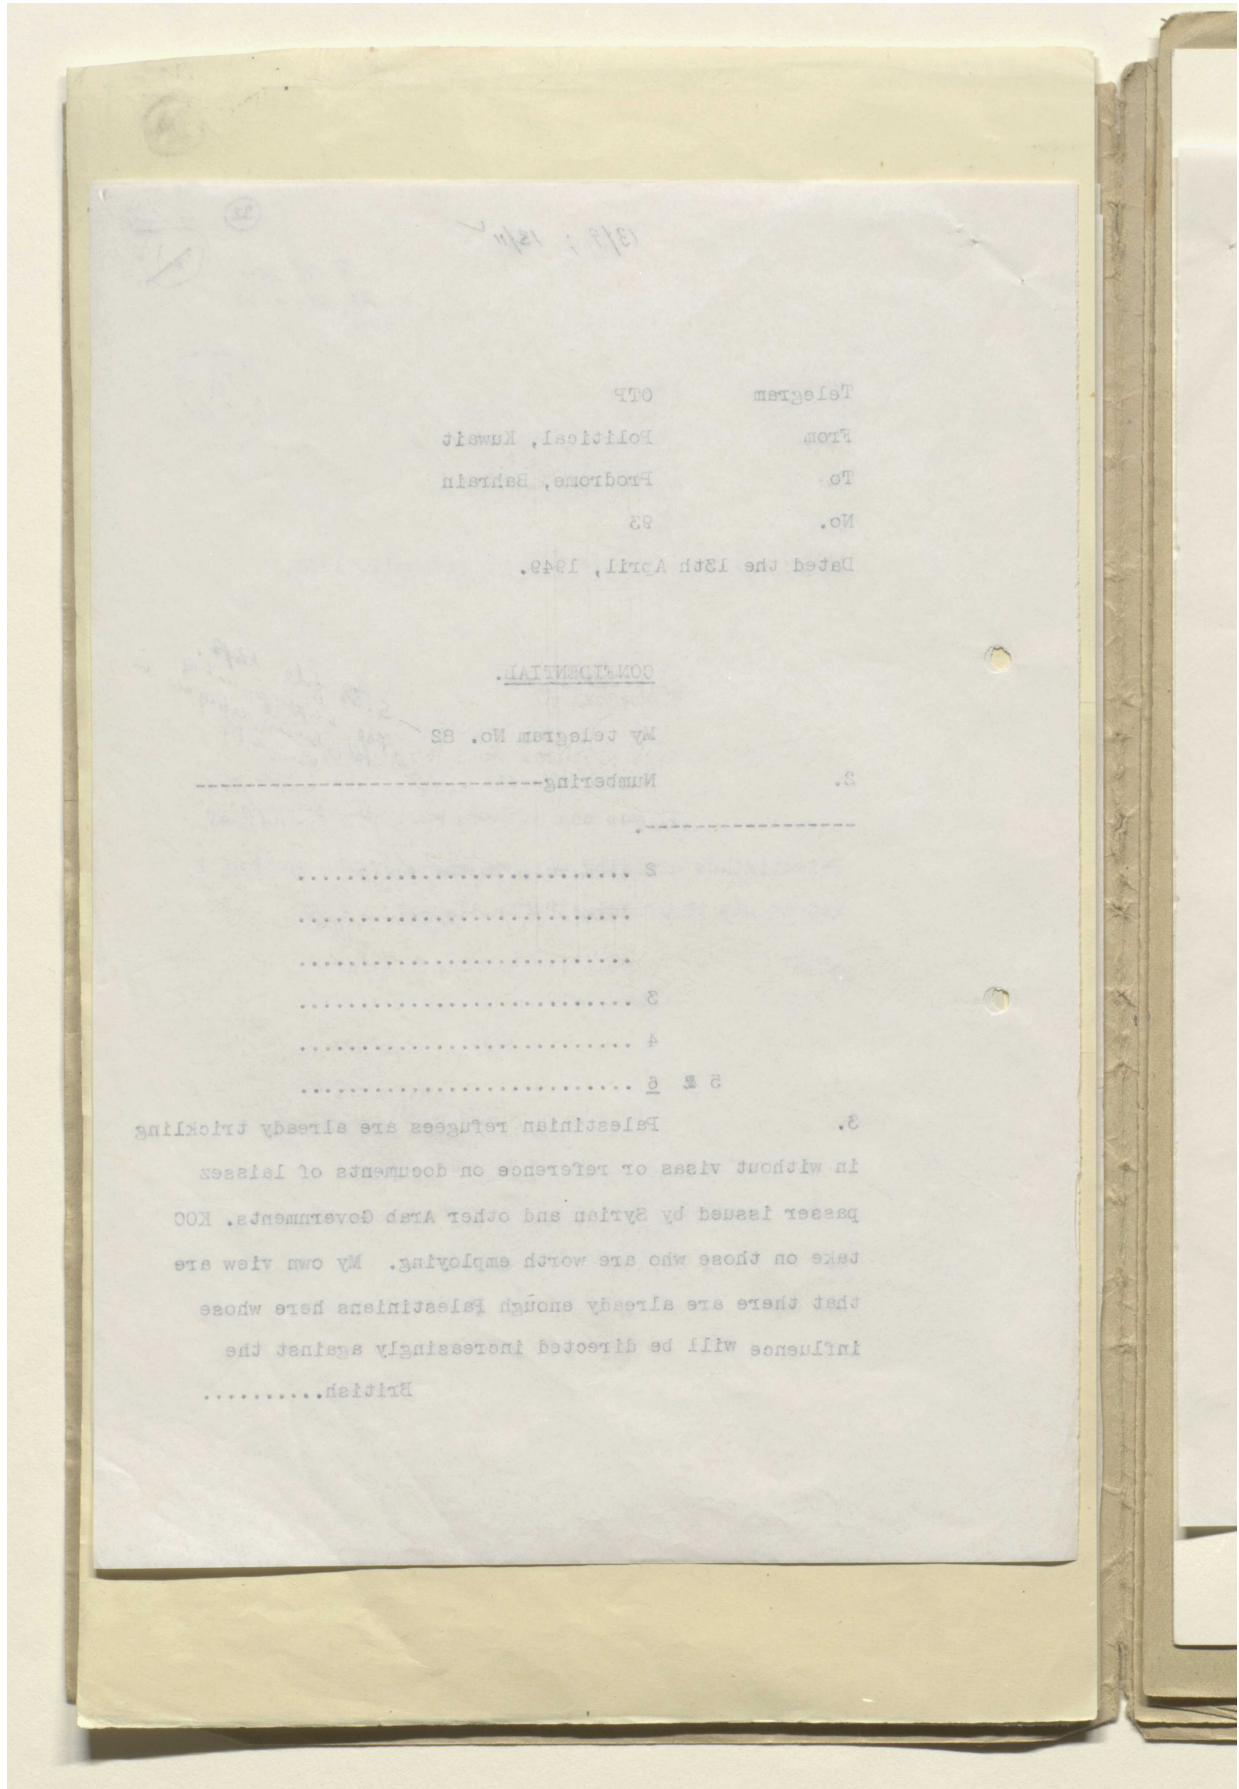 13/9 ; 13/11
Telegram OTP
From Political, Kuwait
To Prodrome, Bahrain
No. 93
Dated the 13th April, 1949.
CONFIDENTIAL.
My telegram No. 82
2. Numbering----------------------------
------------------.
2 ...........................
...........................
...........................
3 ...........................
4 ...........................
5 & 6 ...........................
3. Palestinian refugees are already trickling
in without visas or reference on documents of laissez
passer issued by Syrian and other Arab Governments. KOC
take on those who are worth employing. My own view are
that there are already enough Palestinians here whose
influence will be directed increasingly against the
British..........